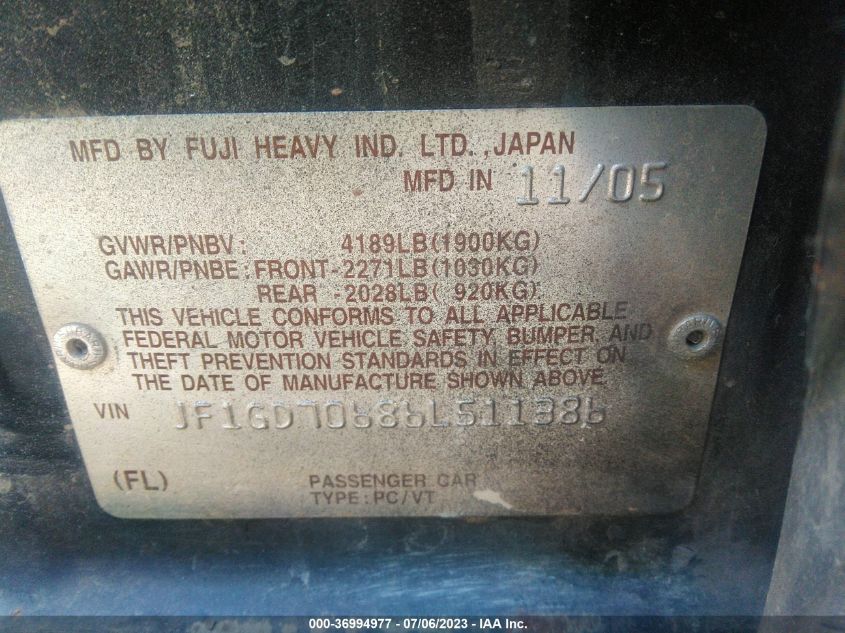 MFD BY FUJI HEAVY IND. LTD.,JAPAN
MFD IN 11/05
GVWR/PNBV: 4189LB(1900KG)
GAWR/PNBE:FRONT-2271LB(1030KG)
REAR -2028LB( 920KG)
THIS VEHICLE CONFORMS TO ALL APPLICABLE
FEDERAL MOTOR VEHICLE SAFETY, BUMPER, AND
THEFT PREVENTION STANDARDS IN EFFECT ON
THE DATE OF MANUFACTURE SHOWN ABOVE.
VIN JF1GD70686L511386
(FL) PASSENGER CAR
TYPE:PC/VT
000-36994977 - 07/06/2023 - IAA Inc.